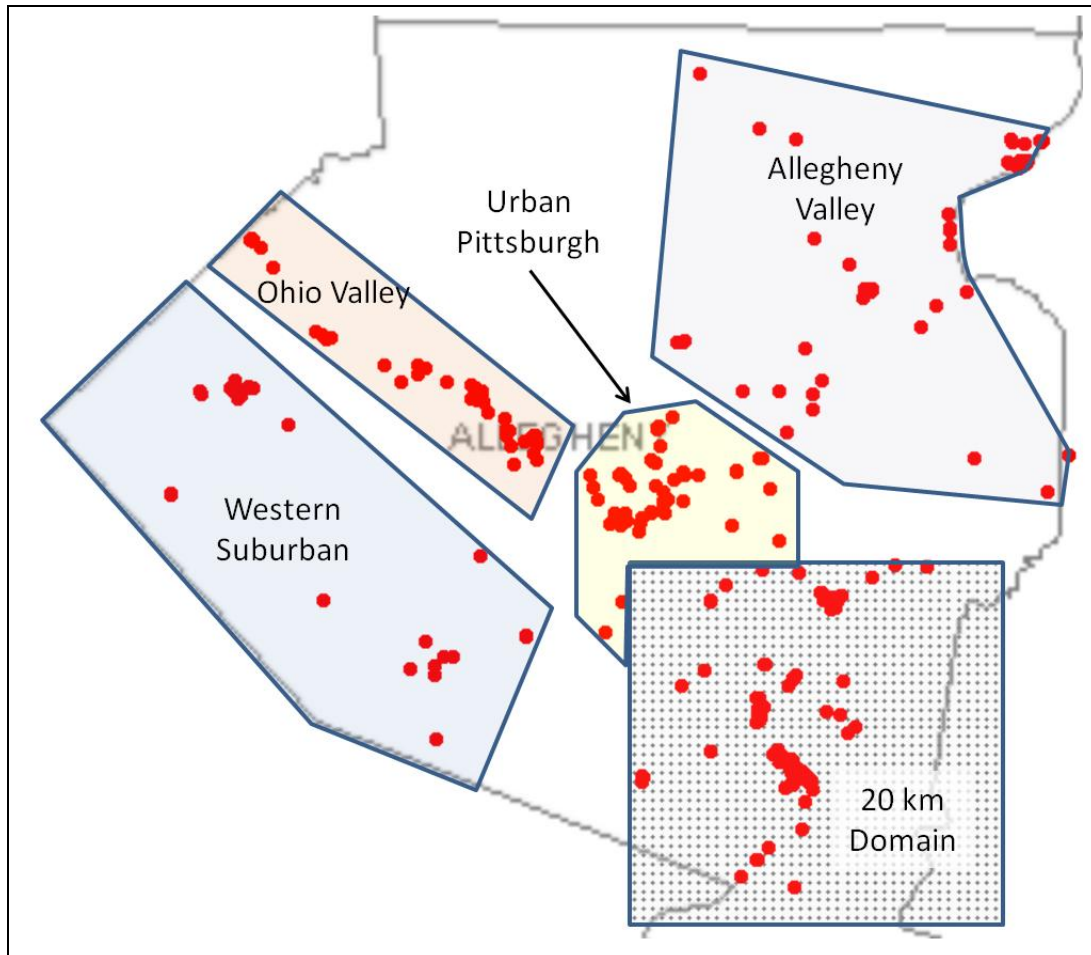 Allegheny
Valley
Urban
Pittsburgh
Ohio Valley
ALLEGHEN
Western
Suburban
20 km
Domain